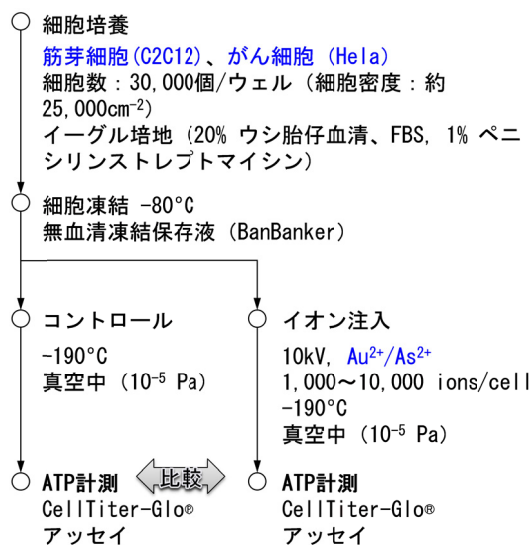 細胞培養
筋芽細胞(C2C12)、がん細胞 (Hela)
細胞数：30,000個/ウェル (細胞密度：約
25,000cm⁻²)
イーグル培地 (20% ウシ胎仔血清、FBS, 1% ペニ
シリンストレプトマイシン)
細胞凍結 -80°C
無血清凍結保存液 (BanBanker)
コントロール
-190°C
真空中 (10⁻⁵ Pa)
イオン注入
10kV, Au²⁺/As²⁺
1,000～10,000 ions/cell
-190°C
真空中 (10⁻⁵ Pa)
ATP計測
CellTiter-Glo®
アッセイ
比較
ATP計測
CellTiter-Glo®
アッセイ